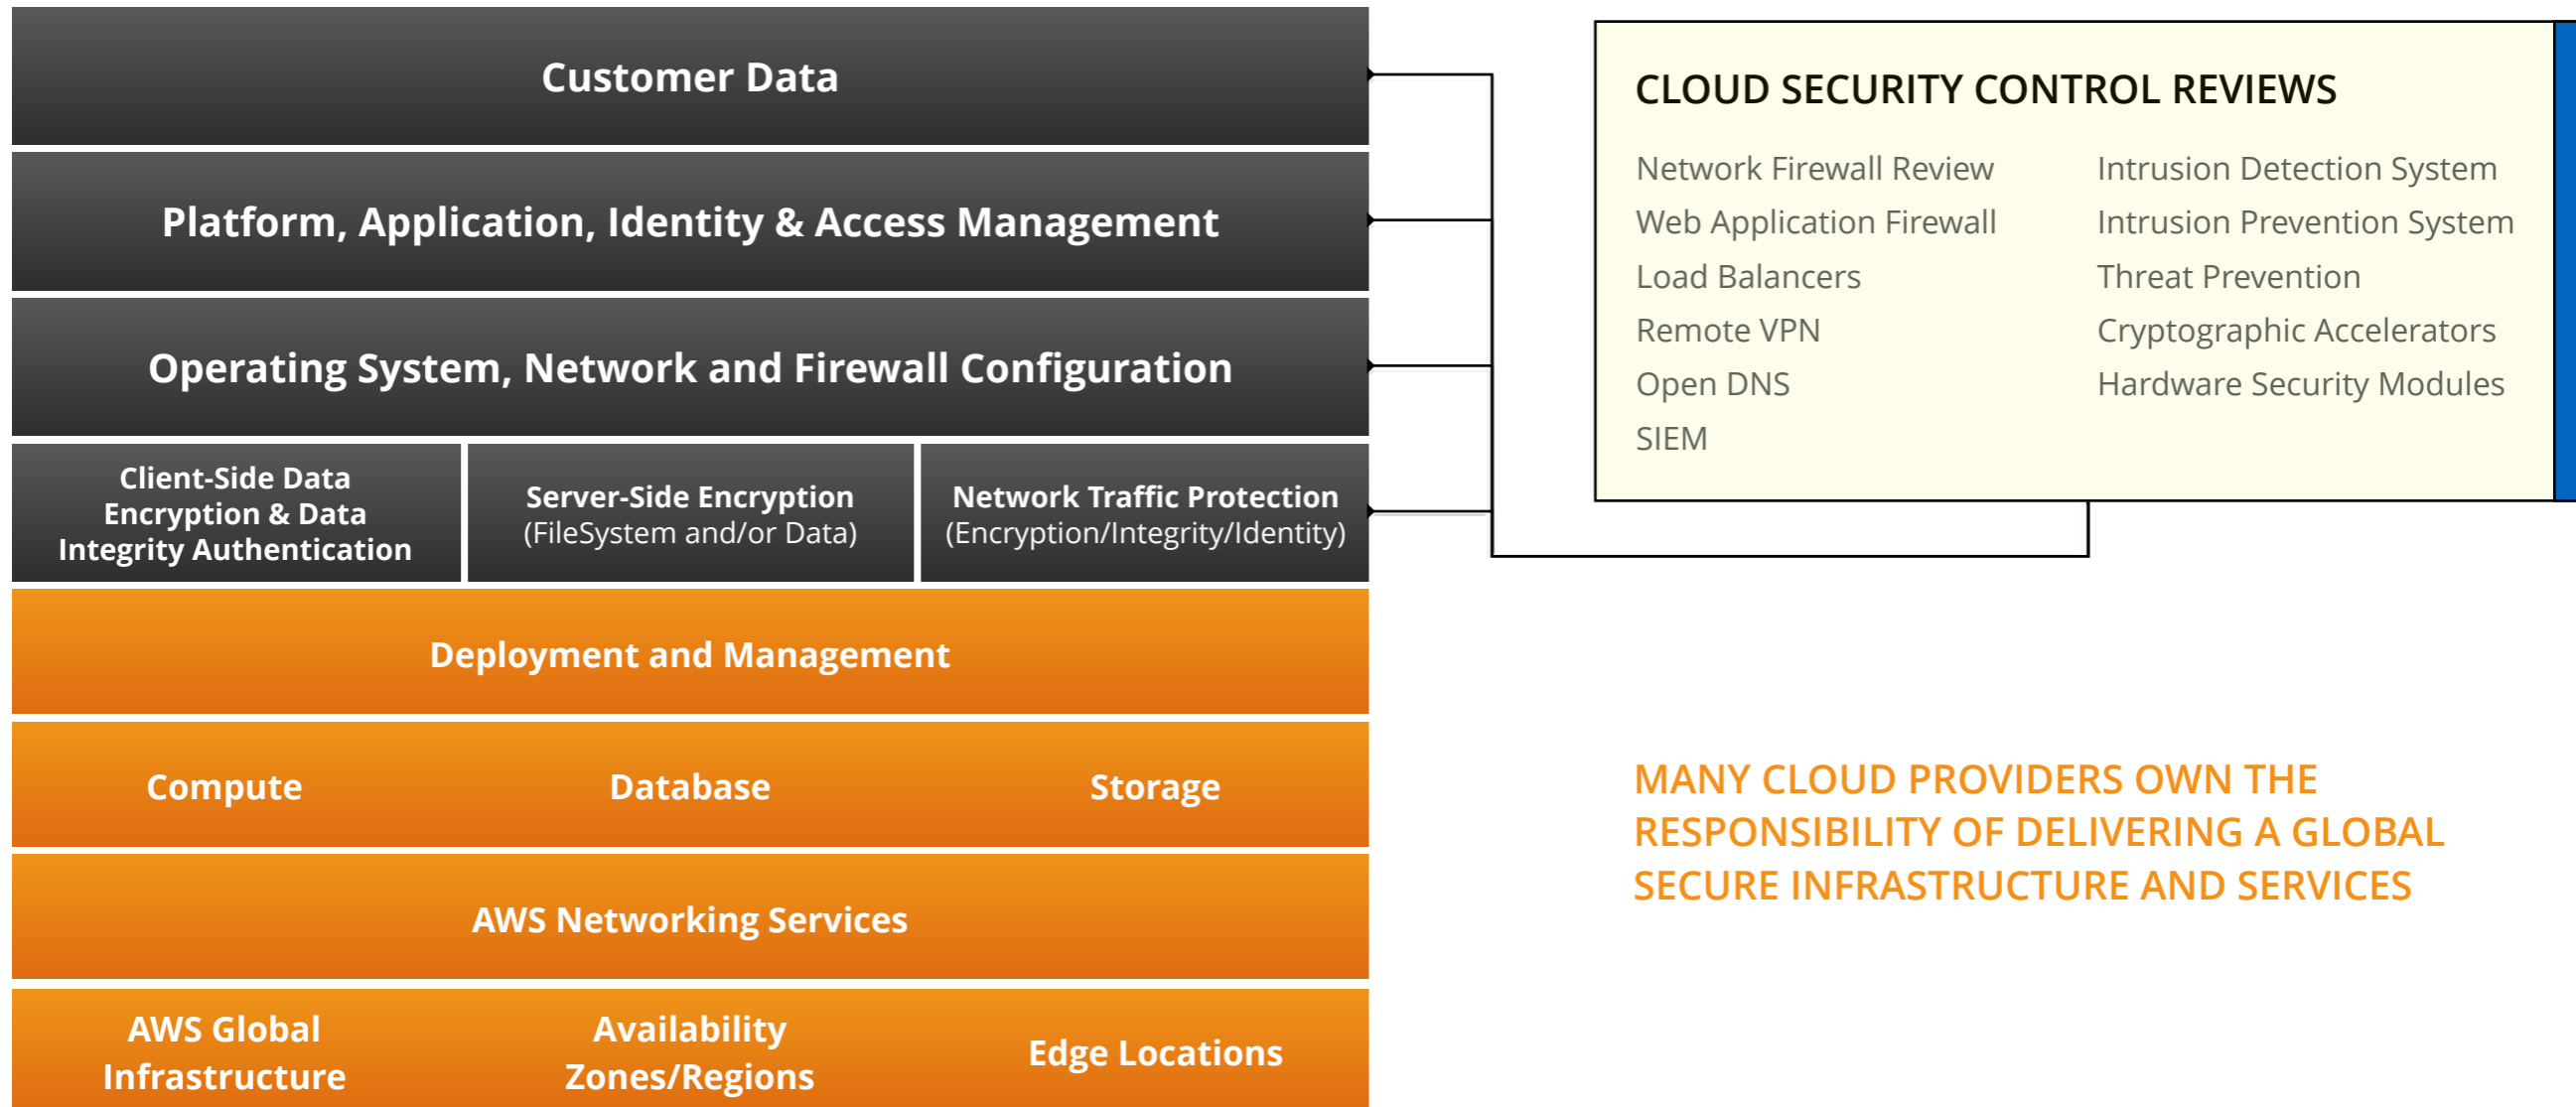 Customer Data
Platform, Application, Identity & Access Management
Operating System, Network and Firewall Configuration
Client-Side Data
Encryption & Data
Integrity Authentication
Server-Side Encryption
(FileSystem and/or Data)
Network Traffic Protection
(Encryption/Integrity/Identity)
Deployment and Management
Compute
Database
Storage
AWS Networking Services
AWS Global
Infrastructure
Availability
Zones/Regions
Edge Locations
CLOUD SECURITY CONTROL REVIEWS
Network Firewall Review
Web Application Firewall
Load Balancers
Remote VPN
Open DNS
SIEM
Intrusion Detection System
Intrusion Prevention System
Threat Prevention
Cryptographic Accelerators
Hardware Security Modules
MANY CLOUD PROVIDERS OWN THE
RESPONSIBILITY OF DELIVERING A GLOBAL
SECURE INFRASTRUCTURE AND SERVICES